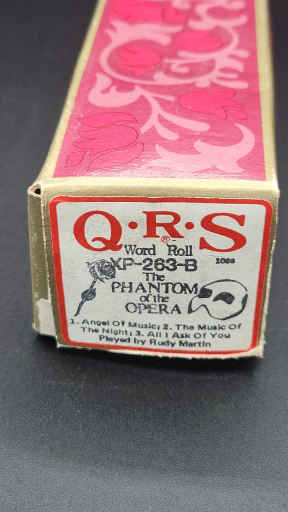 Q·R·S
®
Word Roll
XP-263-B
The
PHANTOM
of the
OPERA
1. Angel Of Music; 2. The Music Of
The Night; 3. All I Ask Of You
Played by Rudy Martin